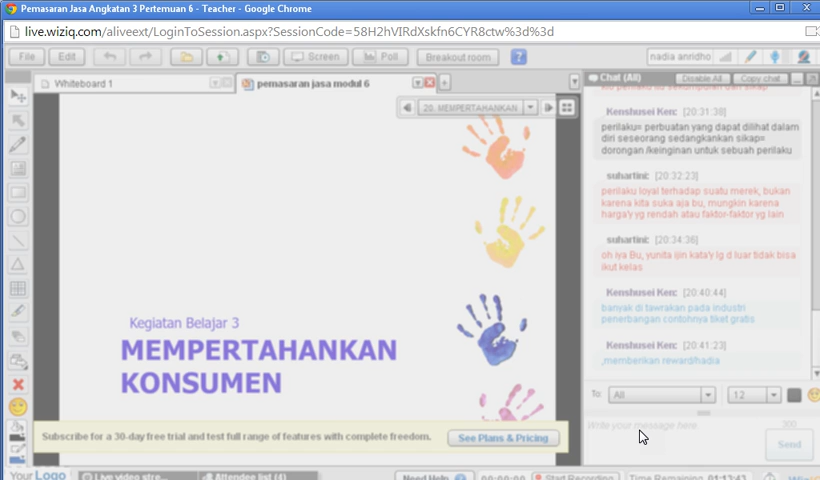 Pemasaran Jasa Angkatan 3 Pertemuan 6 - Teacher - Google Chrome
live.wiziq.com/aliveext/LoginToSession.aspx?SessionCode=58H2hVIRdXskfn6CYR8ctw%3d%3d
File Edit Screen Poll Breakout room ? nadia anridho
Whiteboard 1 pemasaran jasa modul 6
Chat (All) Disable All Copy chat
20. MEMPERTAHANKAN
Kenshusei Ken: [20:31:38]
perilaku= perbuatan yang dapat dilihat dalam
diri seseorang sedangkankan sikap=
dorongan /keinginan untuk sebuah perilaku
suhartini: [20:32:23]
perilaku loyal terhadap suatu merek, bukan
karena kita suka aja bu, mungkin karena
harga'y yg rendah atau faktor-faktor yg lain
suhartini: [20:34:36]
oh iya Bu, yunita ijin kata'y lg d luar tidak bisa
ikut kelas
Kenshusei Ken: [20:40:44]
banyak di tawrakan pada industri
penerbangan contohnya tiket gratis
Kenshusei Ken: [20:41:23]
,memberikan reward/hadia
Kegiatan Belajar 3
MEMPERTAHANKAN
KONSUMEN
To: All 12
Write your message here 300
Send
Subscribe for a 30-day free trial and test full range of features with complete freedom. See Plans & Pricing
Your Logo Live video stre... Attendee list (4) Need Help 00:00:00 Start Recording Time Remaining 01:13:43